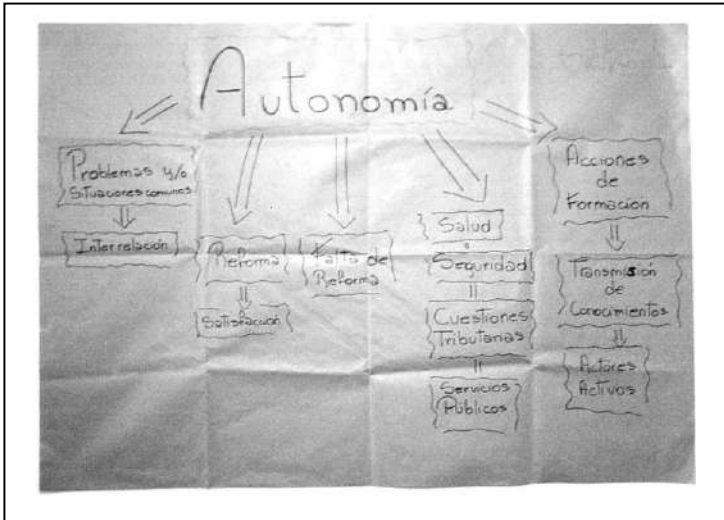 Autonomía
Problemas y/o
Situaciones comunes
Interrelación
Reforma
Satisfacción
Falta de
Reforma
Salud
Seguridad
Cuestiones
Tributarias
Servicios
Públicos
Acciones
de
Formacion
Transmisión
de
Conocimientos
Actores
Activos